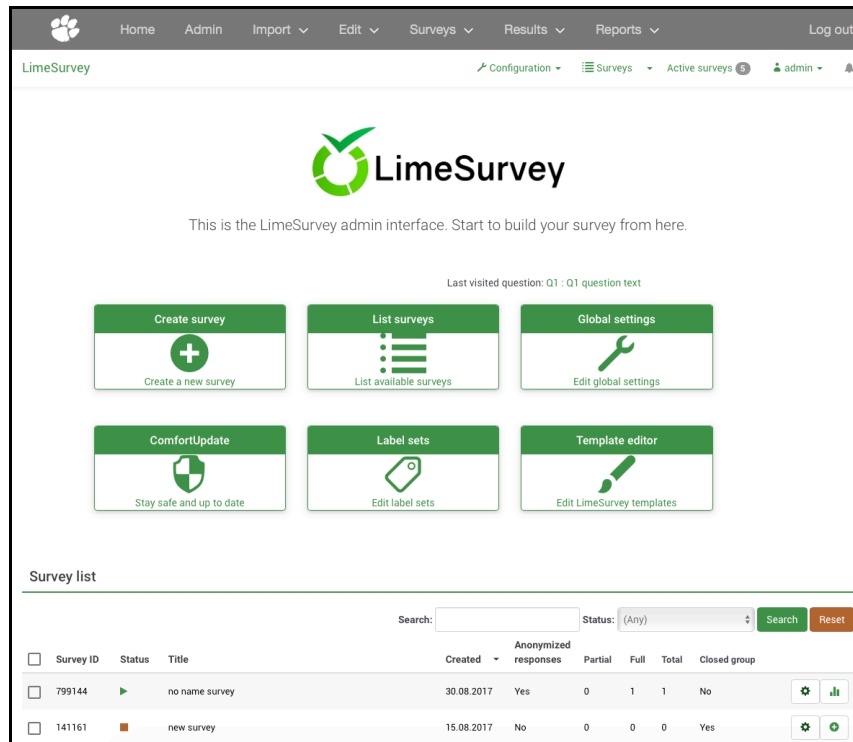 Home Admin Import Edit Surveys Results Reports Log out
LimeSurvey Configuration Surveys Active surveys 5 admin
LimeSurvey
This is the LimeSurvey admin interface. Start to build your survey from here.
Last visited question: Q1 : Q1 question text
Create survey List surveys Global settings
Create a new survey List available surveys Edit global settings
ComfortUpdate Label sets Template editor
Stay safe and up to date Edit label sets Edit LimeSurvey templates
Survey list
Search: Status: (Any) Search Reset
Survey ID Status Title Created Anonymized responses Partial Full Total Closed group
799144 no name survey 30.08.2017 Yes 0 1 1 No
141161 new survey 15.08.2017 No 0 0 0 Yes